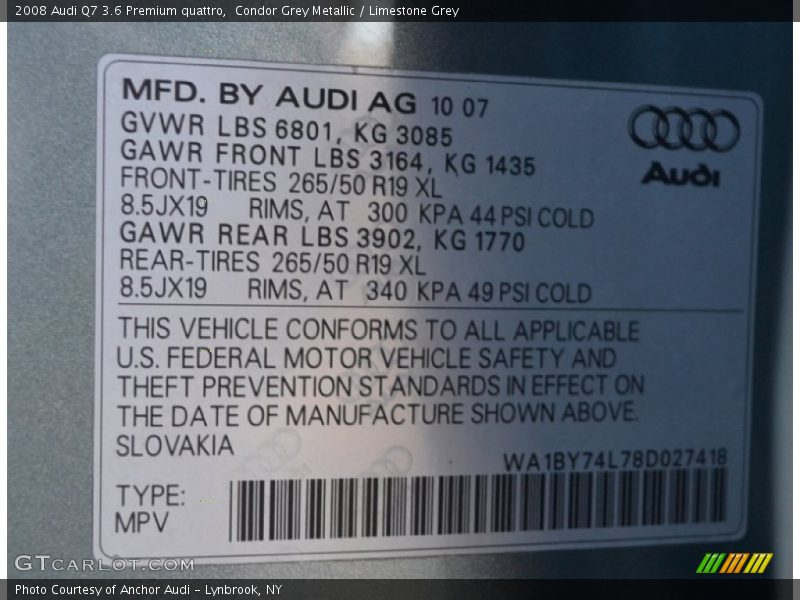 2008 Audi Q7 3.6 Premium quattro,  Condor Grey Metallic / Limestone Grey
MFD. BY AUDI AG 10 07
GVWR LBS 6801, KG 3085
GAWR FRONT LBS 3164, KG 1435
FRONT-TIRES 265/50 R19 XL
8.5JX19 RIMS, AT 300 KPA 44 PSI COLD
GAWR REAR LBS 3902, KG 1770
REAR-TIRES 265/50 R19 XL
8.5JX19 RIMS, AT 340 KPA 49 PSI COLD
Audi
THIS VEHICLE CONFORMS TO ALL APPLICABLE
U.S. FEDERAL MOTOR VEHICLE SAFETY AND
THEFT PREVENTION STANDARDS IN EFFECT ON
THE DATE OF MANUFACTURE SHOWN ABOVE.
SLOVAKIA
WA1BY74L78D027418
TYPE:
MPV
GTCARLOT.COM
Photo Courtesy of Anchor Audi - Lynbrook, NY